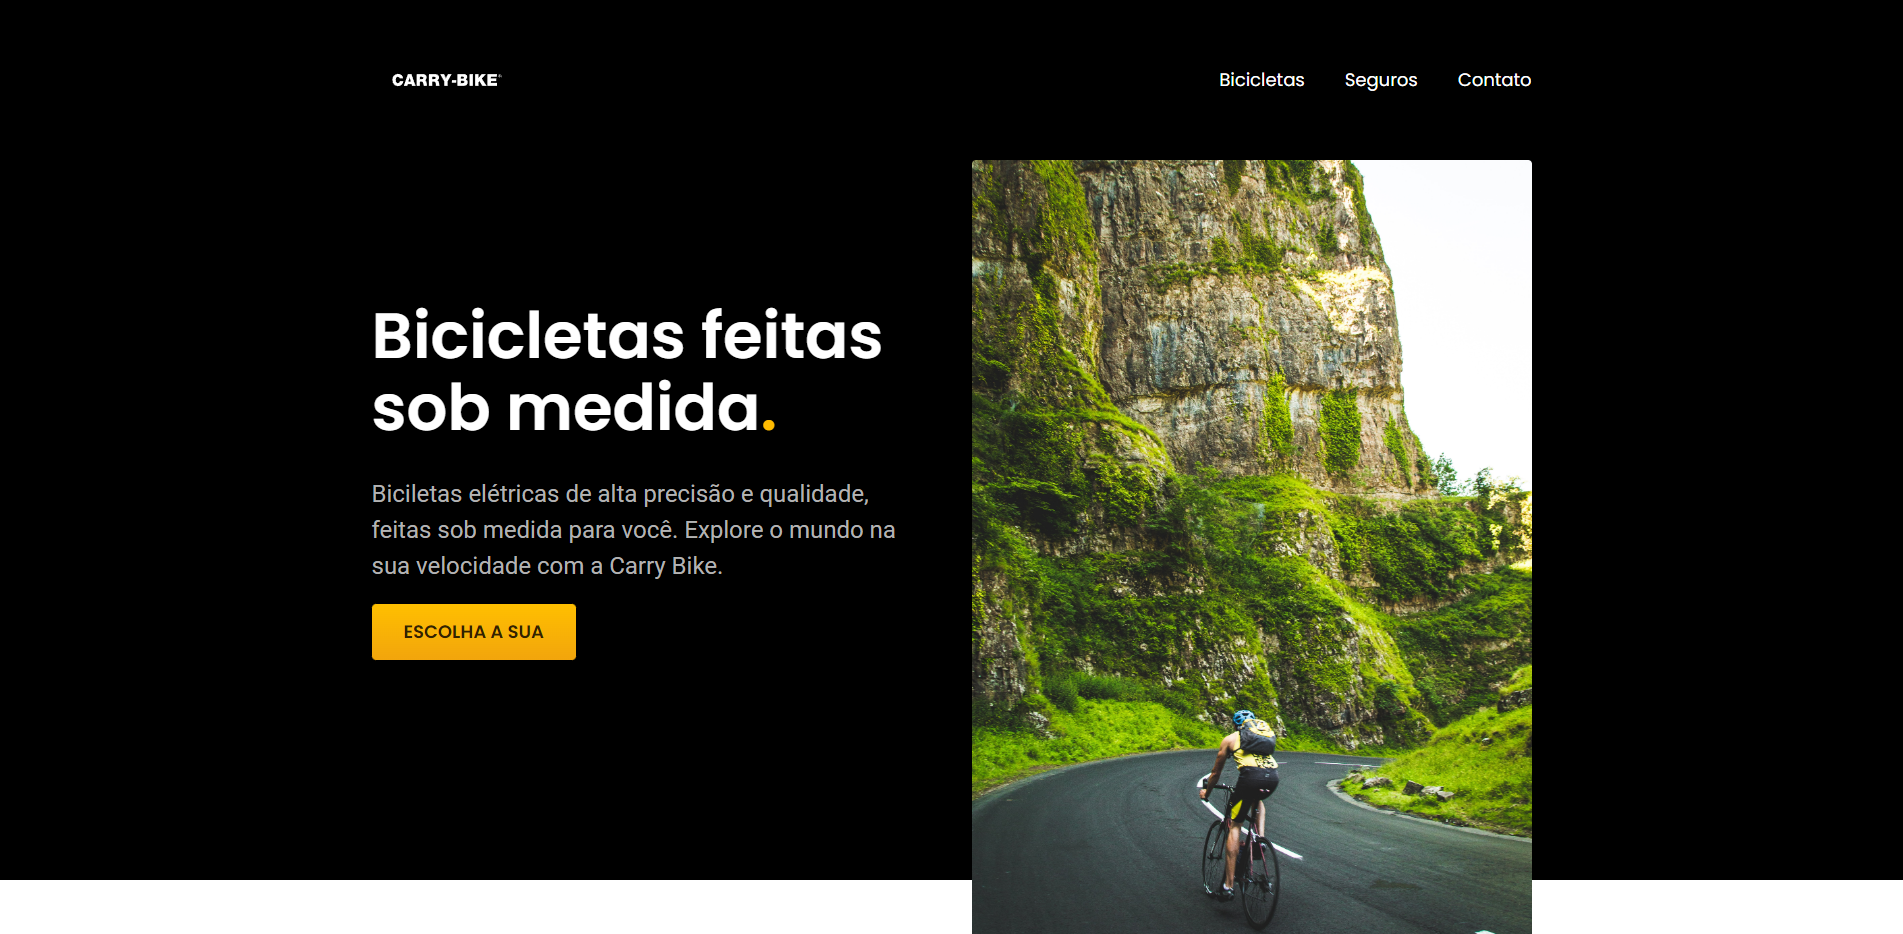 CARRY-BIKE
Bicicletas Seguros Contato
Bicicletas feitas
sob medida.
Biciletas elétricas de alta precisão e qualidade,
feitas sob medida para você. Explore o mundo na
sua velocidade com a Carry Bike.
ESCOLHA A SUA